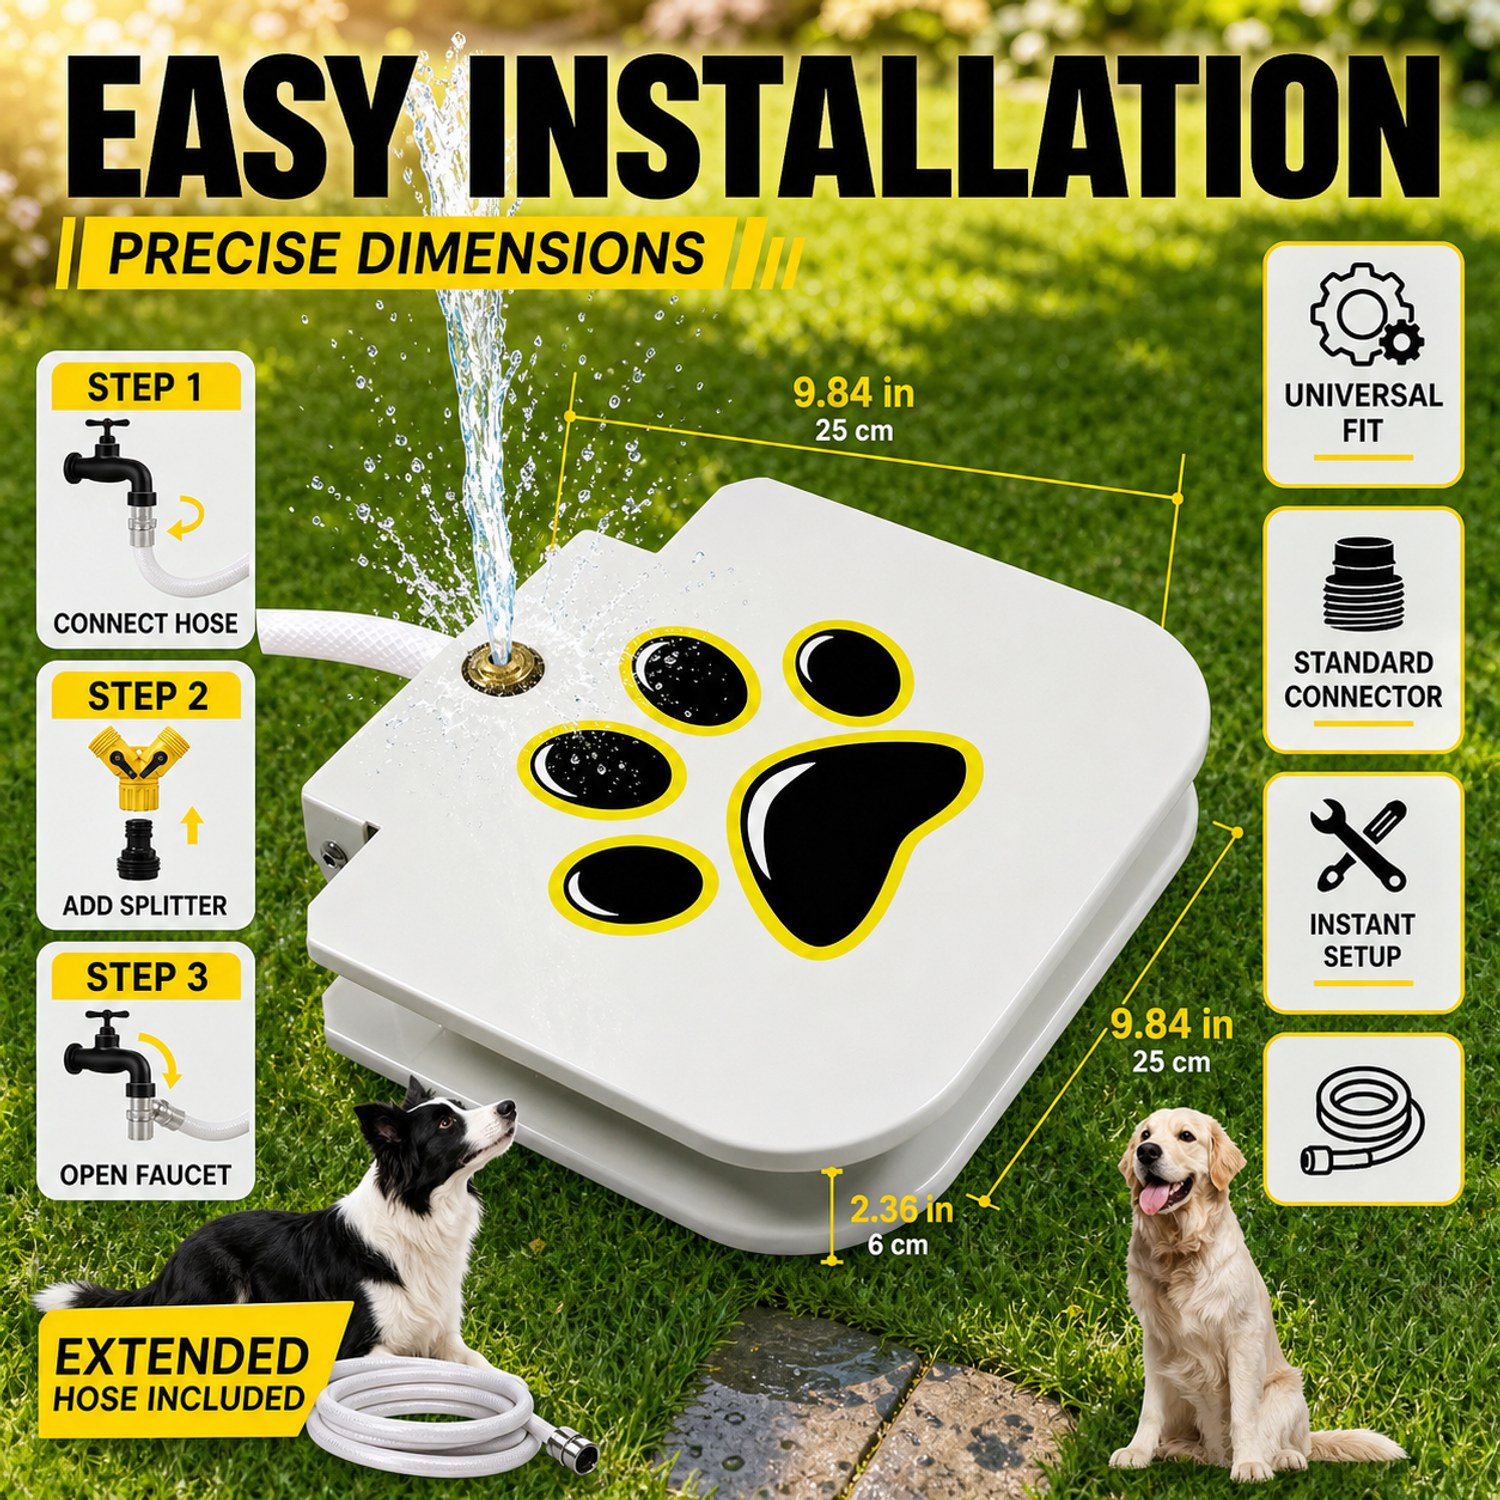 EASY INSTALLATION
PRECISE DIMENSIONS
STEP 1
CONNECT HOSE
STEP 2
ADD SPLITTER
STEP 3
OPEN FAUCET
9.84 in
25 cm
9.84 in
25 cm
2.36 in
6 cm
UNIVERSAL
FIT
STANDARD
CONNECTOR
INSTANT
SETUP
EXTENDED
HOSE INCLUDED